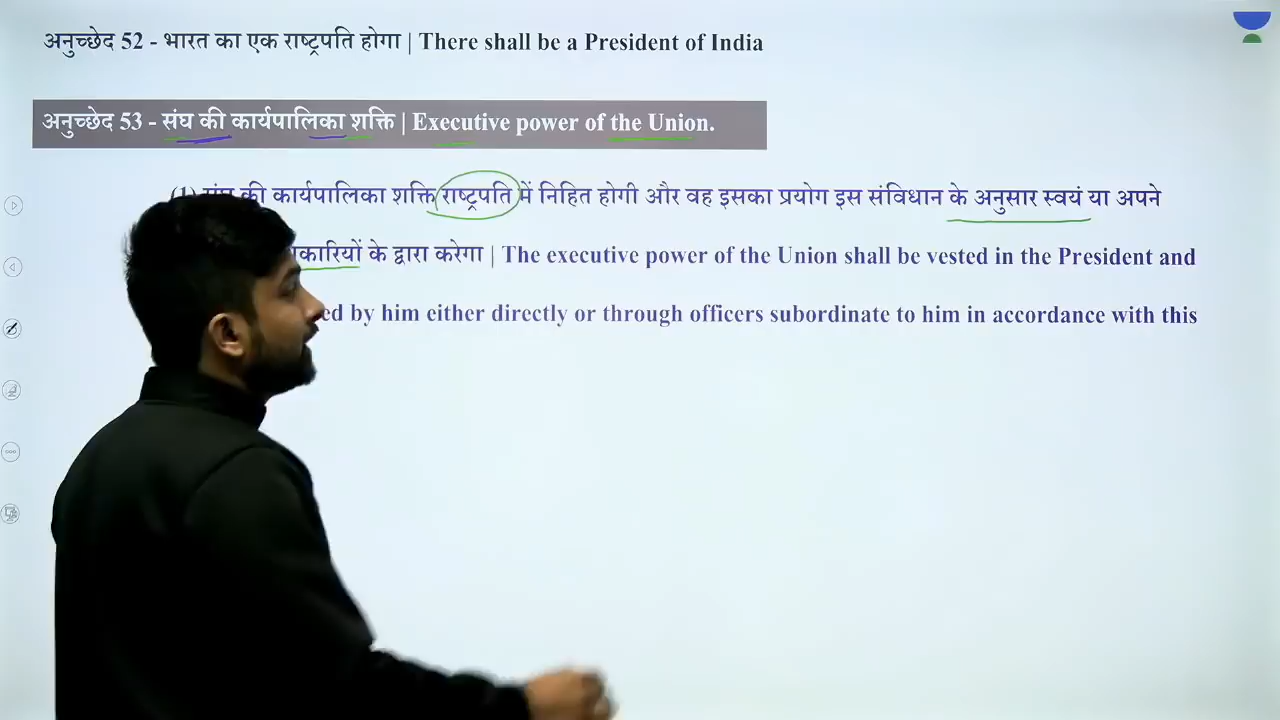 अनुच्छेद 52 - भारत का एक राष्ट्रपति होगा | There shall be a President of India
अनुच्छेद 53 - संघ की कार्यपालिका शक्ति | Executive power of the Union.
(1) संघ की कार्यपालिका शक्ति राष्ट्रपति में निहित होगी और वह इसका प्रयोग इस संविधान के अनुसार स्वयं या अपने
के द्वारा करेगा | The executive power of the Union shall be vested in the President and
by him either directly or through officers subordinate to him in accordance with this